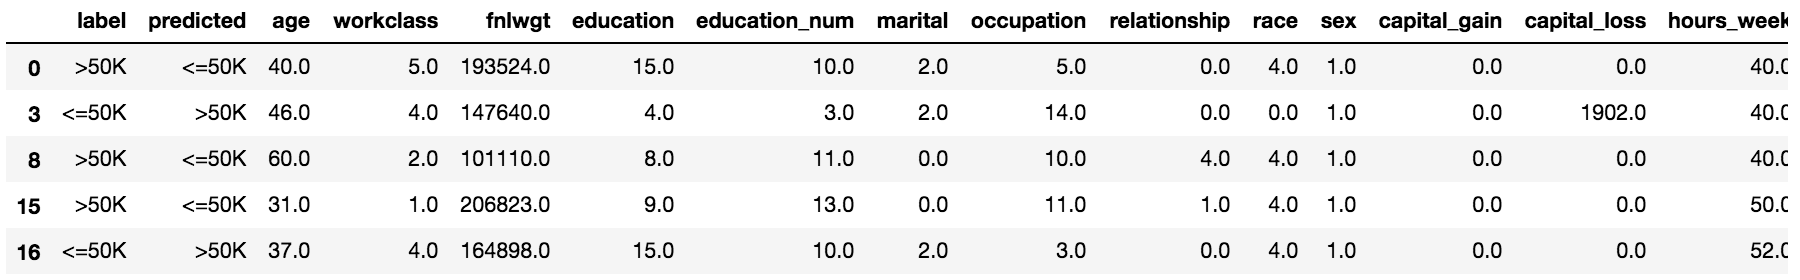 label predicted age workclass fnlwgt education education_num marital occupation relationship race sex capital_gain capital_loss hours_week
0 >50K <=50K 40.0 5.0 193524.0 15.0 10.0 2.0 5.0 0.0 4.0 1.0 0.0 0.0 40.0
3 <=50K >50K 46.0 4.0 147640.0 4.0 3.0 2.0 14.0 0.0 0.0 1.0 0.0 1902.0 40.0
8 >50K <=50K 60.0 2.0 101110.0 8.0 11.0 0.0 10.0 4.0 4.0 1.0 0.0 0.0 40.0
15 >50K <=50K 31.0 1.0 206823.0 9.0 13.0 0.0 11.0 1.0 4.0 1.0 0.0 0.0 50.0
16 <=50K >50K 37.0 4.0 164898.0 15.0 10.0 2.0 3.0 0.0 4.0 1.0 0.0 0.0 52.0